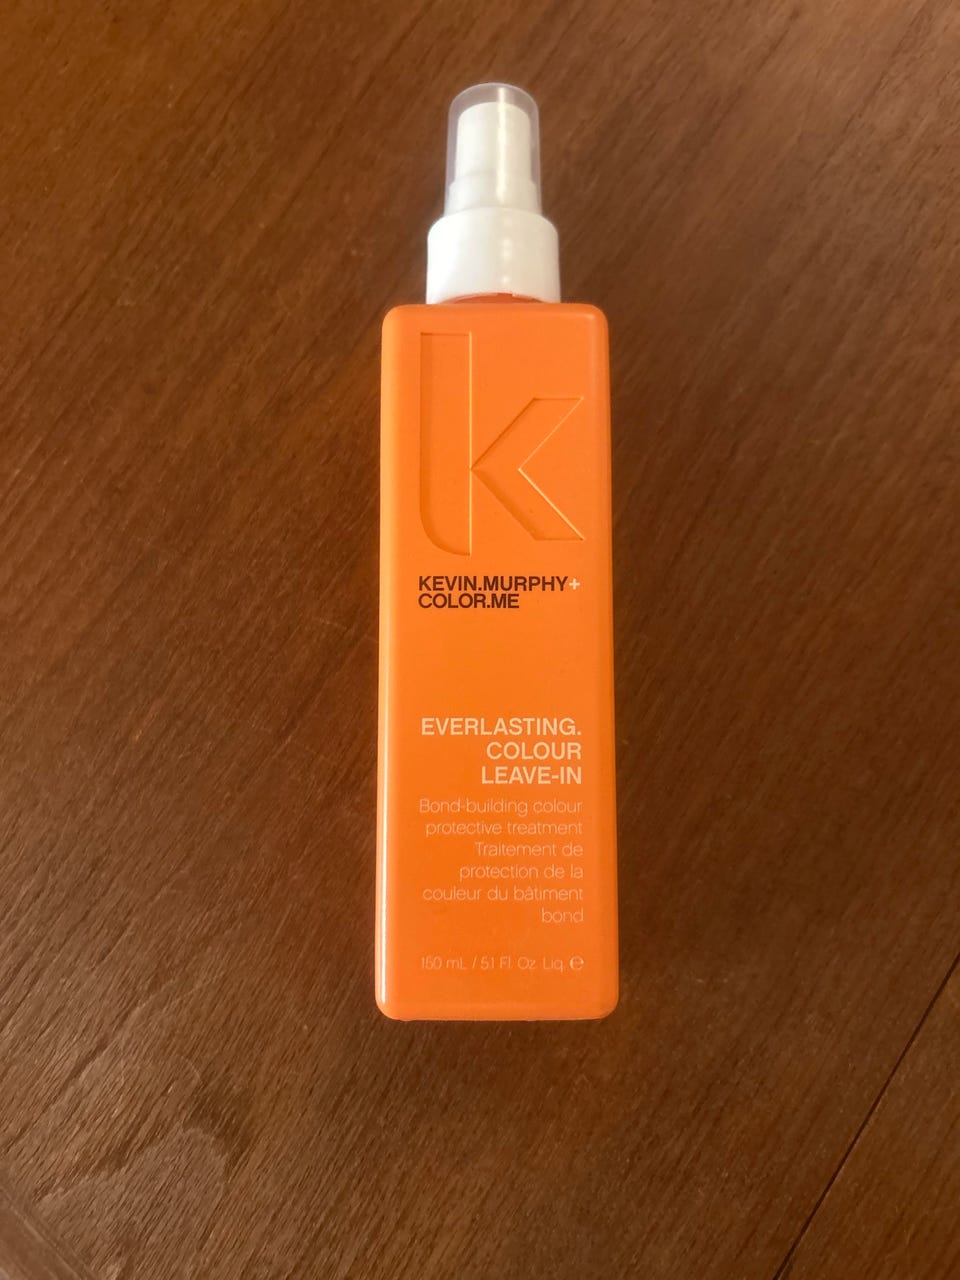 k
KEVIN.MURPHY+
COLOR.ME
EVERLASTING.
COLOUR
LEAVE-IN
Bond-building colour
protective treatment
Traitement de
protection de la
couleur du bâtiment
bond
150 mL / 5.1 Fl. Oz. Liq. ℮